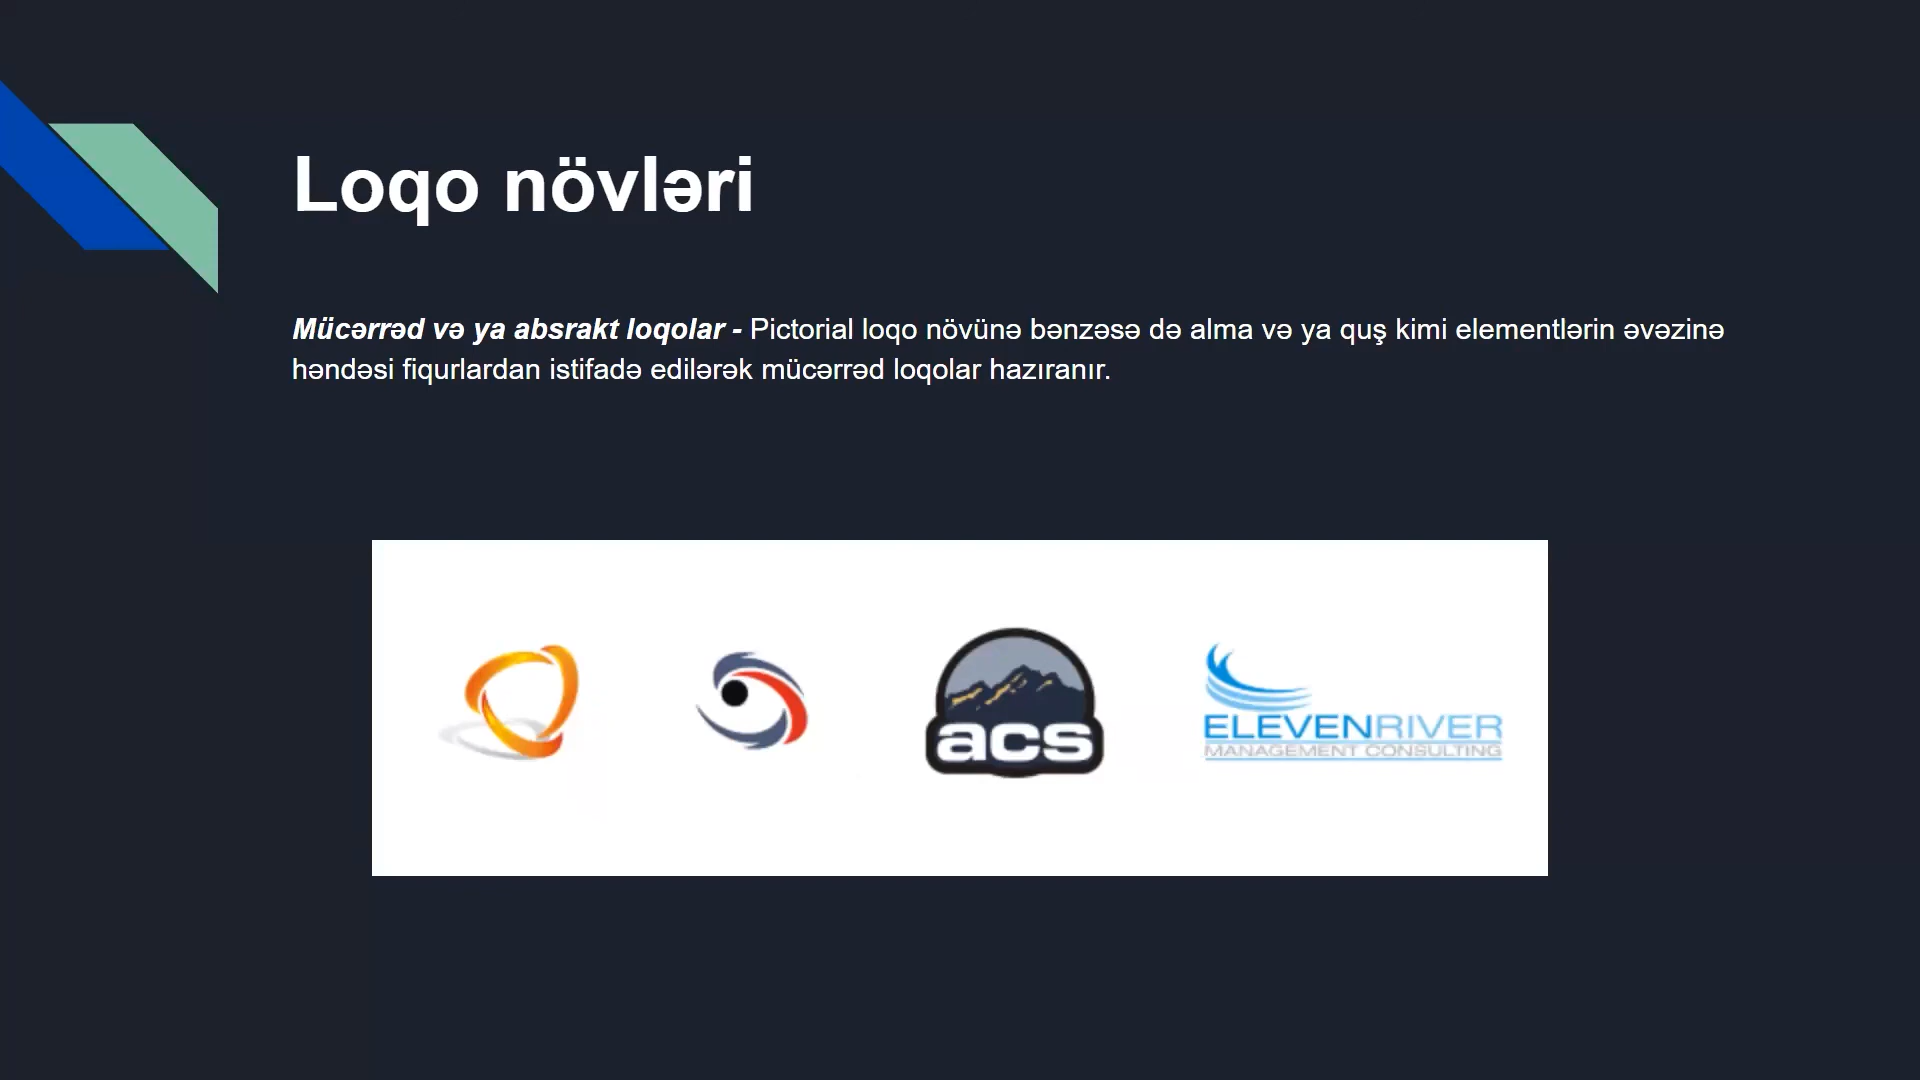 Loqo növləri
Mücərrəd və ya absrakt loqolar - Pictorial loqo növünə bənzəsə də alma və ya quş kimi elementlərin əvəzinə
həndəsi fiqurlardan istifadə edilərək mücərrəd loqolar hazıranır.
acs
ELEVENRIVER
MANAGEMENT CONSULTING